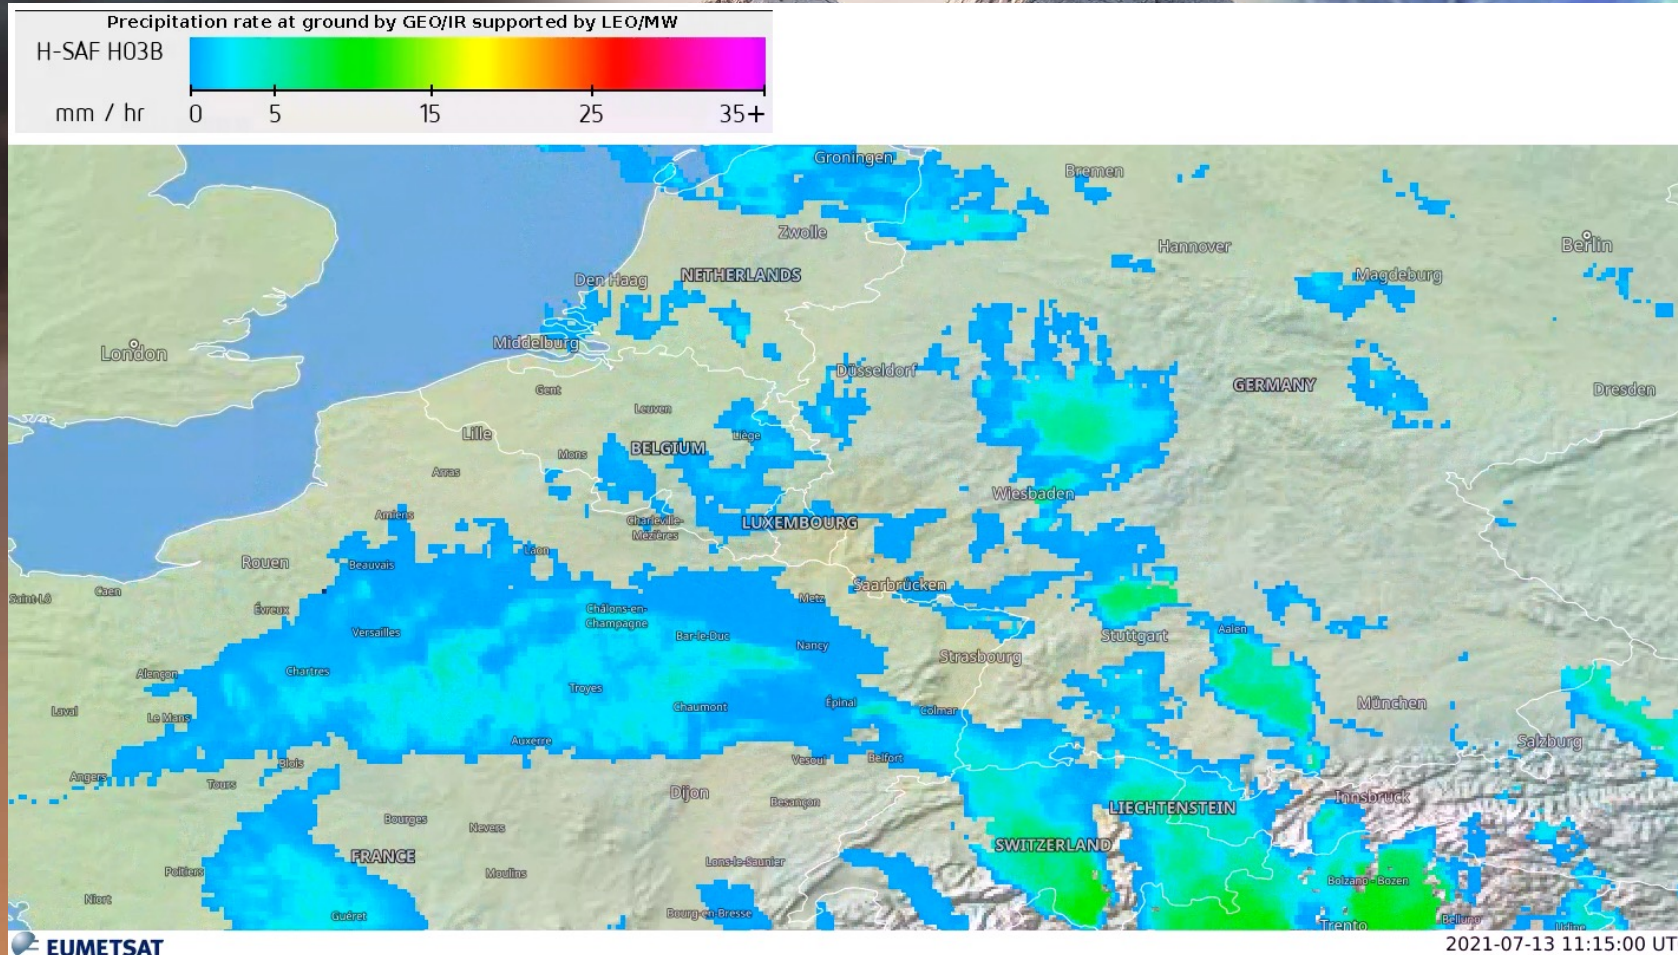 Precipitation rate at ground by GEO/IR supported by LEO/MW
H-SAF H03B
mm / hr
0 5 15 25 35+
Groningen
Bremen
Zwolle
Hannover
Berlin
Den Haag
NETHERLANDS
Magdeburg
Middelburg
London
Düsseldorf
GERMANY
Dresden
Gent
Leuven
Lille
Liège
BELGIUM
Mons
Arras
Wiesbaden
Amiens
Charleville-
Mézières
LUXEMBOURG
Laon
Rouen
Beauvais
Saarbrücken
Saint-Lô
Caen
Metz
Évreux
Châlons-en-
Champagne
Versailles
Bar-le-Duc
Nancy
Stuttgart
Aalen
Strasbourg
Alençon
Chartres
Troyes
Laval
Le Mans
Chaumont
Épinal
Colmar
München
Auxerre
Salzburg
Blois
Vesoul
Belfort
Angers
Tours
Dijon
Besançon
Innsbruck
LIECHTENSTEIN
Bourges
Nevers
SWITZERLAND
FRANCE
Lons-le-Saunier
Poitiers
Moulins
Bolzano - Bozen
Niort
Guéret
Bourg-en-Bresse
Trento
Belluno
Udine
EUMETSAT
2021-07-13 11:15:00 UT